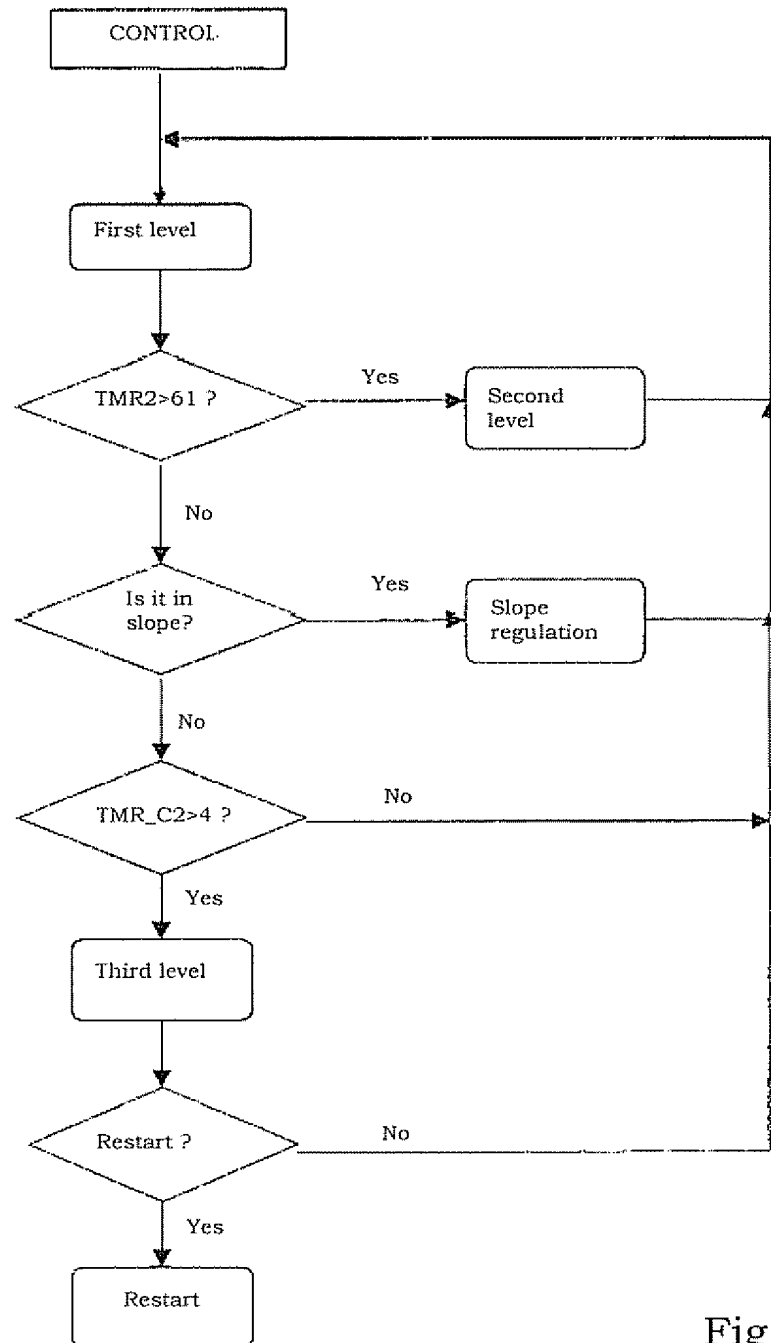 CONTROL
First level
TMR2>61 ?
Yes
Second
level
No
Is it in
slope?
Yes
Slope
regulation
No
TMR_C2>4 ?
No
Yes
Third level
Restart ?
No
Yes
Restart
Fig